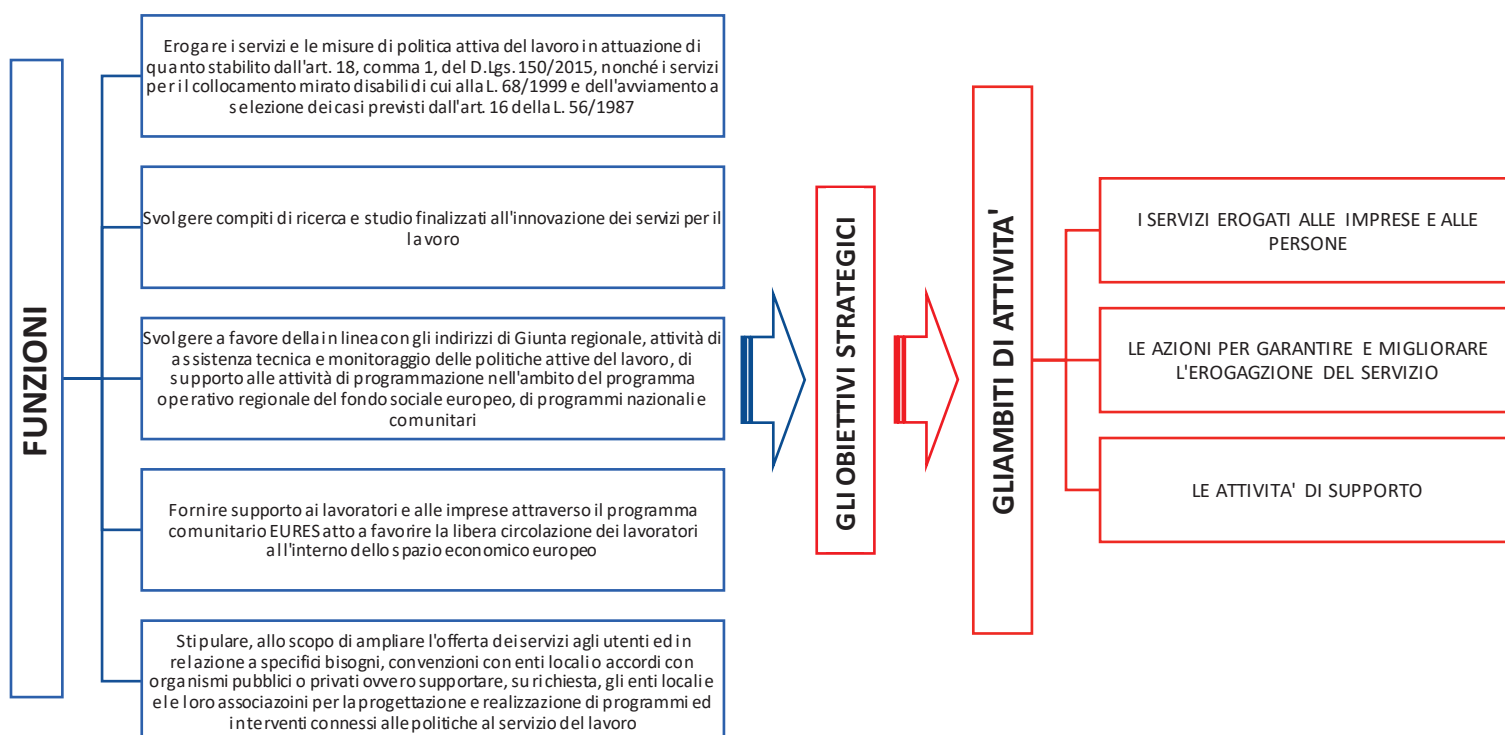 FUNZIONI
Erogare i servizi e le misure di politica attiva del lavoro in attuazione di
quanto stabilito dall'art. 18, comma 1, del D.Lgs. 150/2015, nonché i servizi
per il collocamento mirato disabili di cui alla L. 68/1999 e dell'avviamento a
selezione dei casi previsti dall'art. 16 della L. 56/1987
Svolgere compiti di ricerca e studio finalizzati all'innovazione dei servizi per il
lavoro
Svolgere a favore della in linea con gli indirizzi di Giunta regionale, attività di
assistenza tecnica e monitoraggio delle politiche attive del lavoro, di
supporto alle attività di programmazione nell'ambito del programma
operativo regionale del fondo sociale europeo, di programmi nazionali e
comunitari
Fornire supporto ai lavoratori e alle imprese attraverso il programma
comunitario EURES atto a favorire la libera circolazione dei lavoratori
all'interno dello spazio economico europeo
Stipulare, allo scopo di ampliare l'offerta dei servizi agli utenti ed in
relazione a specifici bisogni, convenzioni con enti locali o accordi con
organismi pubblici o privati ovvero supportare, su richiesta, gli enti locali e
ele loro associazoini per la progettazione e realizzazione di programmi ed
interventi connessi alle politiche al servizio del lavoro
GLI OBIETTIVI STRATEGICI
GLI AMBITI DI ATTIVITA'
I SERVIZI EROGATI ALLE IMPRESE E ALLE
PERSONE
LE AZIONI PER GARANTIRE E MIGLIORARE
L'EROGAGZIONE DEL SERVIZIO
LE ATTIVITA' DI SUPPORTO